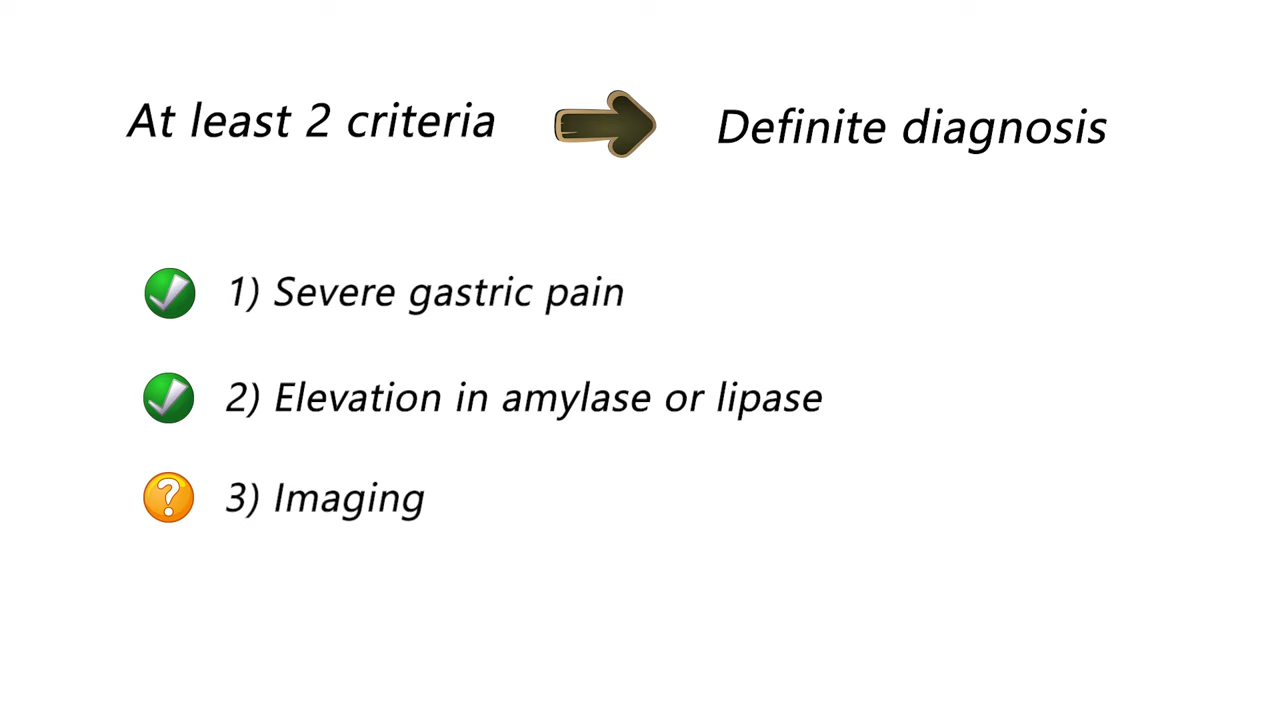 At least 2 criteria
Definite diagnosis
1) Severe gastric pain
2) Elevation in amylase or lipase
3) Imaging